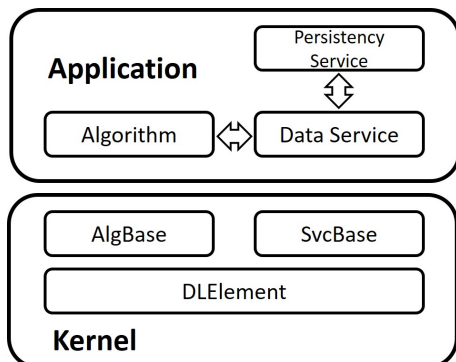 Persistency
Service
Application
Algorithm
Data Service
AlgBase
SvcBase
DLElement
Kernel